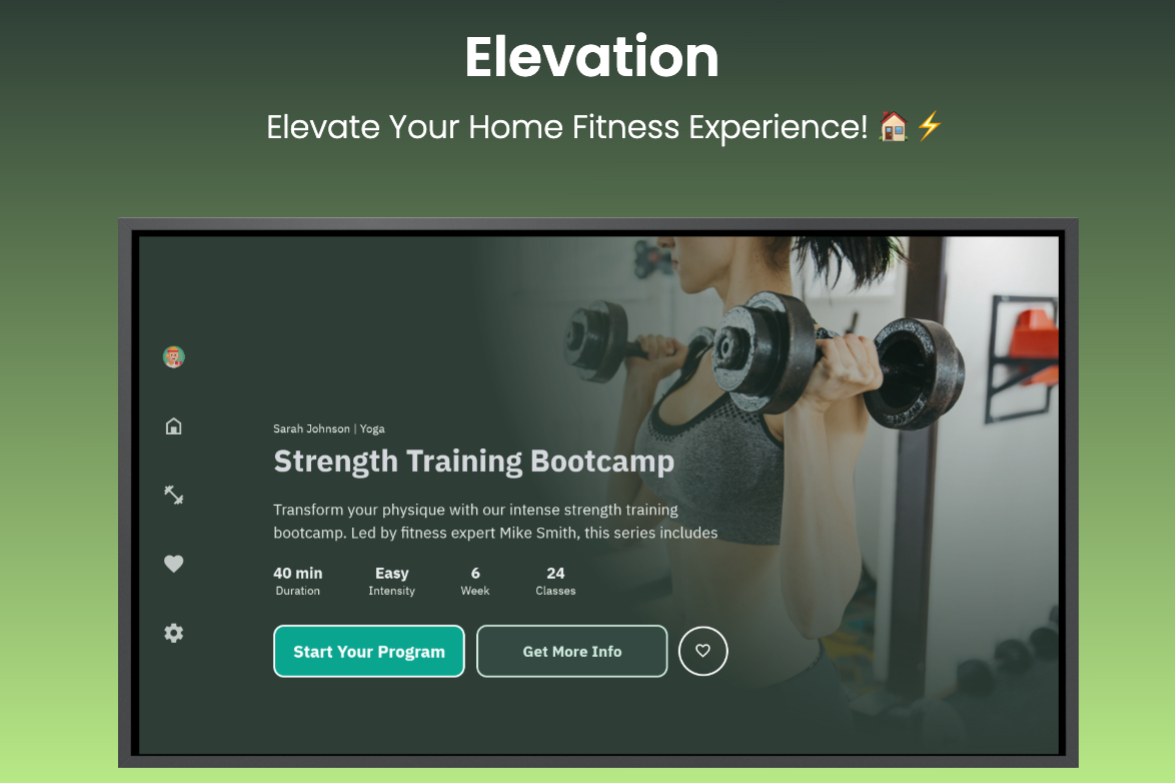 Elevation
Elevate Your Home Fitness Experience! 🏠⚡
Sarah Johnson | Yoga
Strength Training Bootcamp
Transform your physique with our intense strength training
bootcamp. Led by fitness expert Mike Smith, this series includes
40 min Easy 6 24
Duration Intensity Week Classes
Start Your Program Get More Info